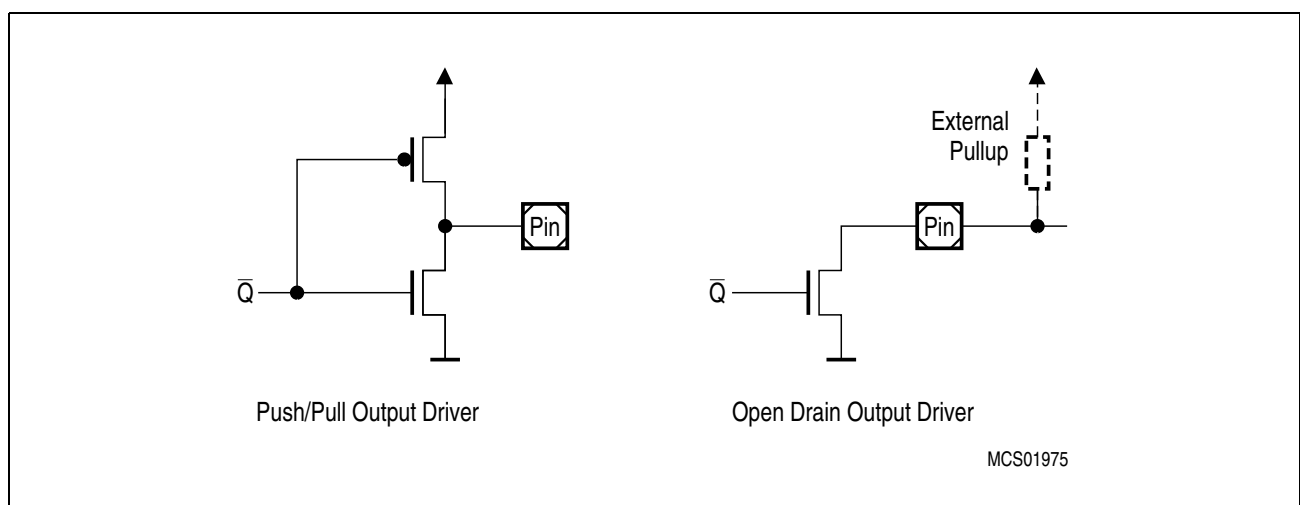 External
Pullup
Pin
Pin
Q̅
Q̅
Push/Pull Output Driver
Open Drain Output Driver
MCS01975